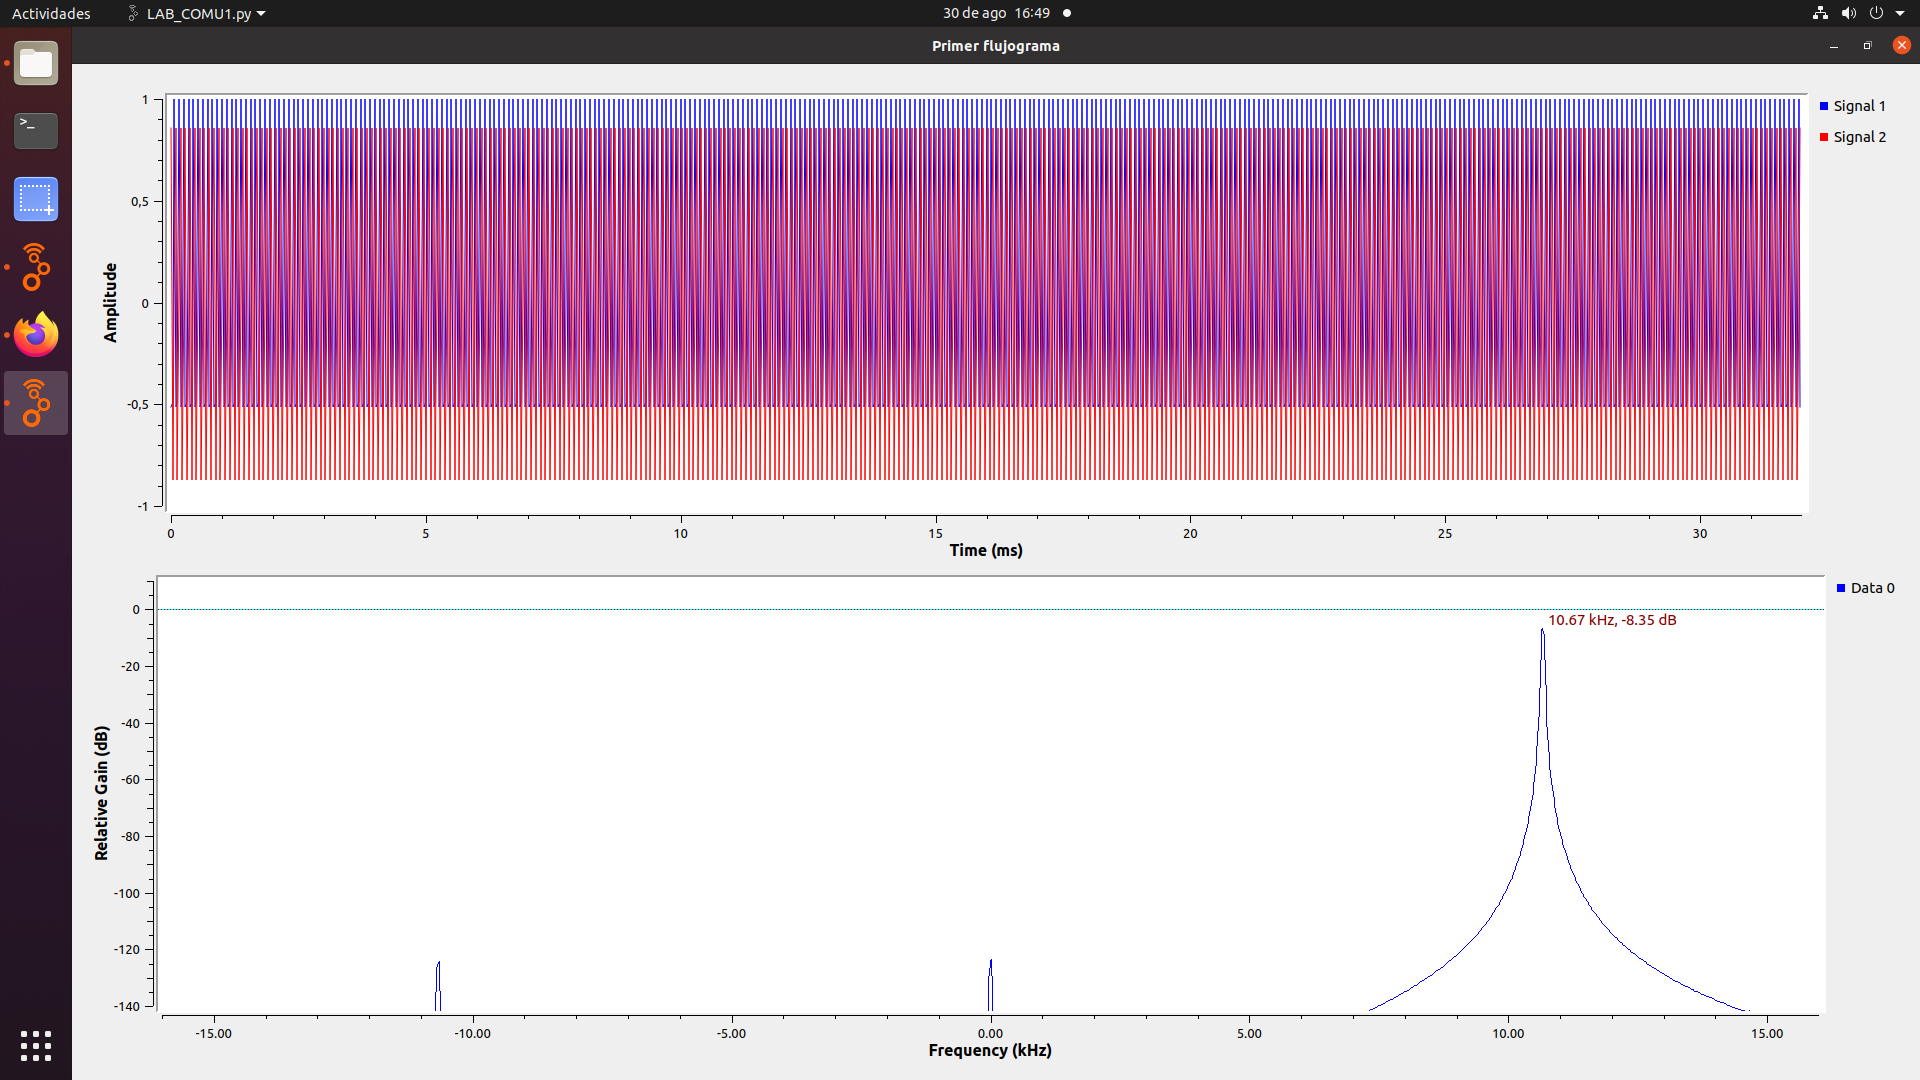 Actividades
LAB_COMU1.py
30 de ago 16:49
Primer flujograma
>_
1
0,5
0
-0,5
-1
Amplitude
0 5 10 15 20 25 30
Time (ms)
Signal 1
Signal 2
0
-20
-40
-60
-80
-100
-120
-140
Relative Gain (dB)
10.67 kHz, -8.35 dB
-15.00 -10.00 -5.00 0.00 5.00 10.00 15.00
Frequency (kHz)
Data 0